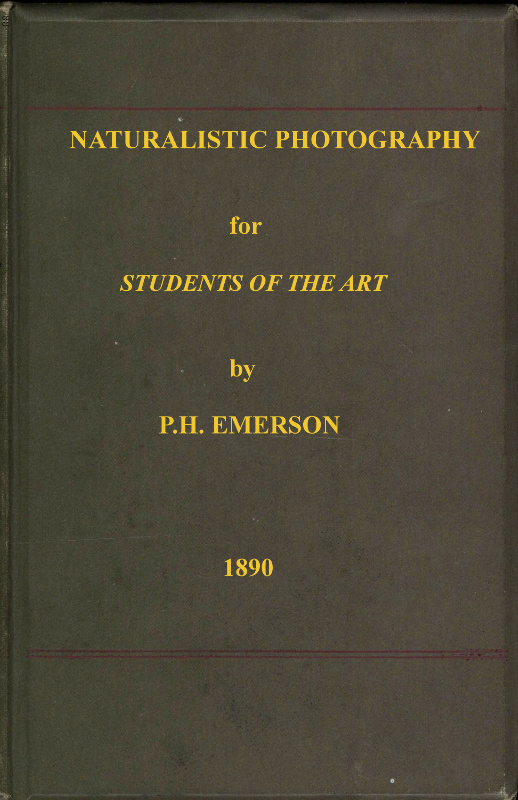 NATURALISTIC PHOTOGRAPHY
for
STUDENTS OF THE ART
by
P.H. EMERSON
1890